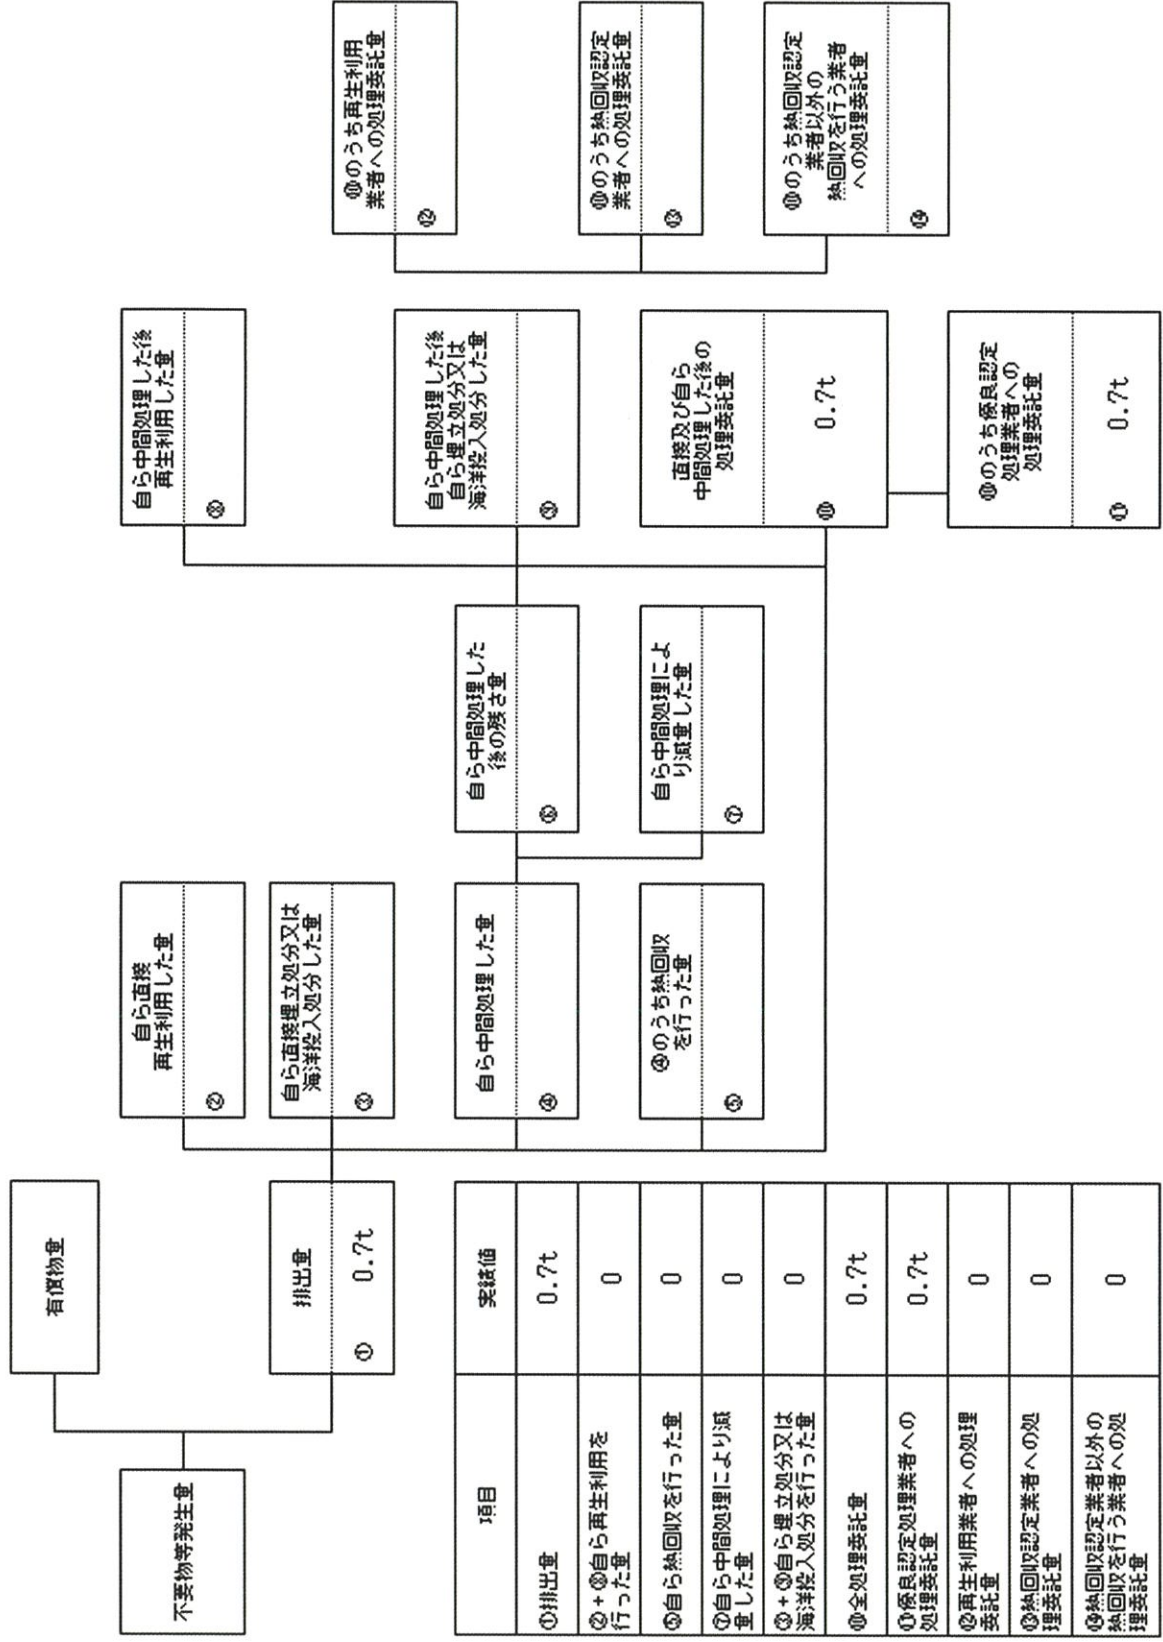 有償物量
不要物等発生量
排出量
① 0.7t
自ら直接
再生利用した量
②
自ら直接埋立処分又は
海洋投入処分した量
③
自ら中間処理した量
④
④のうち熱回収
を行った量
⑤
自ら中間処理した
後の残さ量
⑥
自ら中間処理によ
り減量した量
⑦
自ら中間処理した後
再生利用した量
⑧
自ら中間処理した後
自ら埋立処分又は
海洋投入処分した量
⑨
直接及び自ら
中間処理した後の
処理委託量
⑩ 0.7t
⑩のうち優良認定
処理業者への
処理委託量
⑪ 0.7t
⑩のうち再生利用
業者への処理委託量
⑫
⑩のうち熱回収認定
業者への処理委託量
⑬
⑩のうち熱回収認定
業者以外の
熱回収を行う業者
への処理委託量
⑭
項目 実績値
①排出量 0.7t
②+⑧自ら再生利用を
行った量 0
⑤自ら熱回収を行った量 0
⑦自ら中間処理により減
量した量 0
③+⑨自ら埋立処分又は
海洋投入処分を行った量 0
⑩全処理委託量 0.7t
⑪優良認定処理業者への
処理委託量 0.7t
⑫再生利用業者への処理
委託量 0
⑬熱回収認定業者への処
理委託量 0
⑭熱回収認定業者以外の
熱回収を行う業者への処
理委託量 0